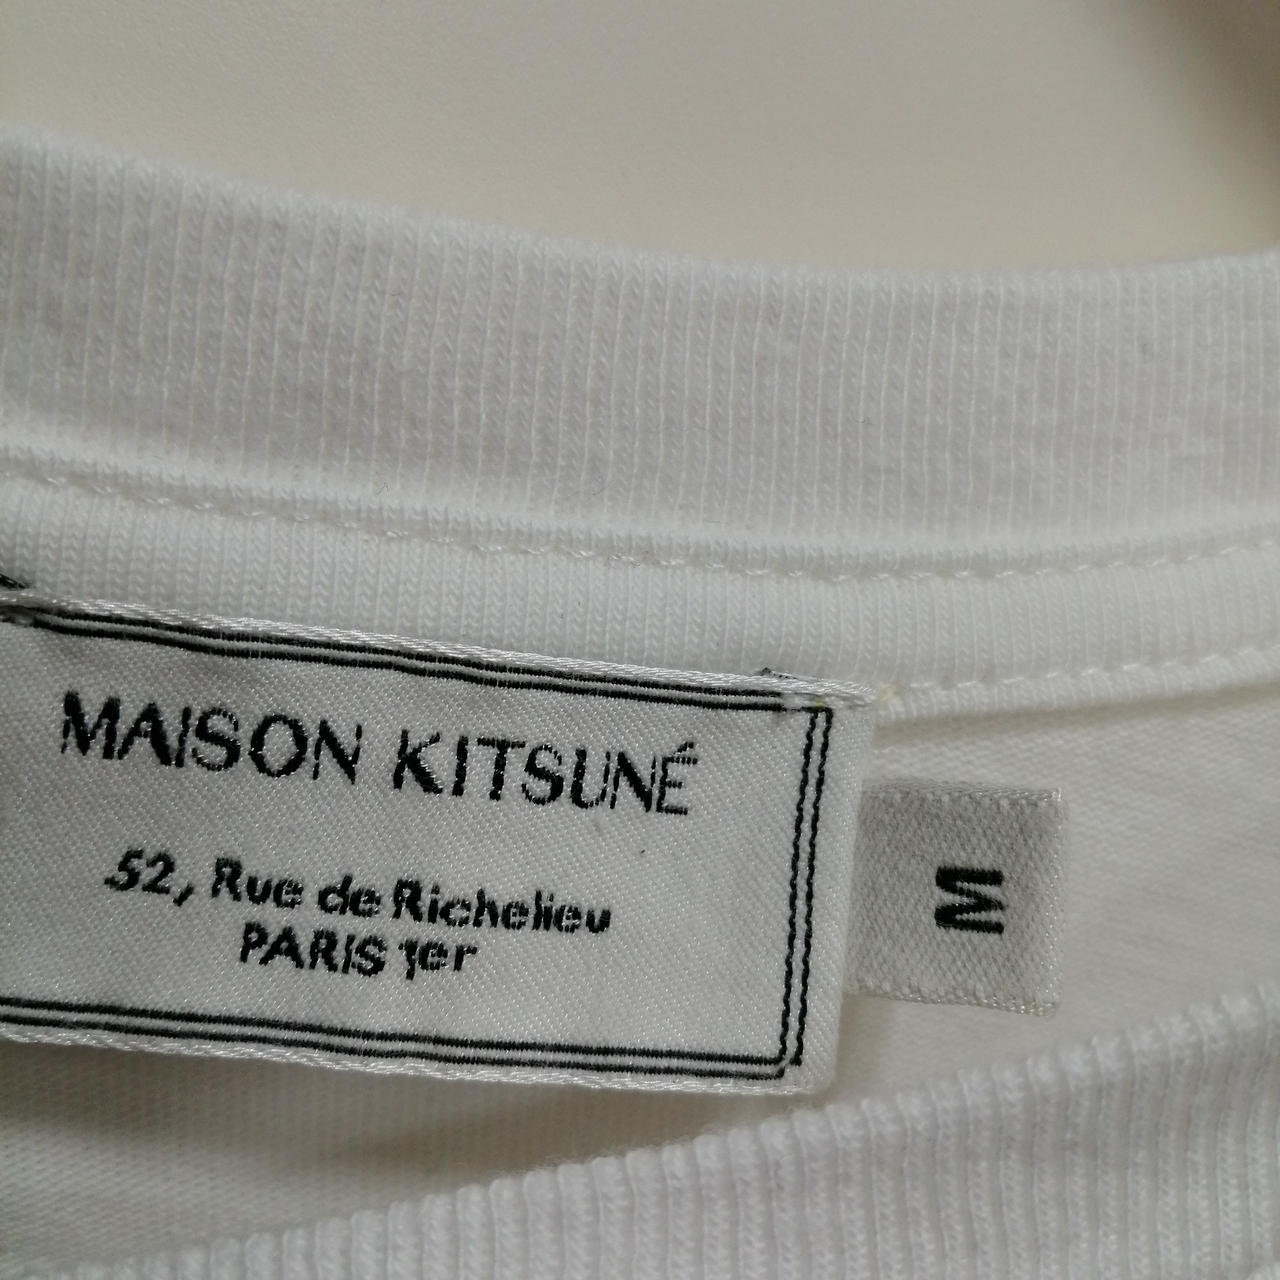 MAISON KITSUNÉ
52, Rue de Richelieu
PARIS 1er
M